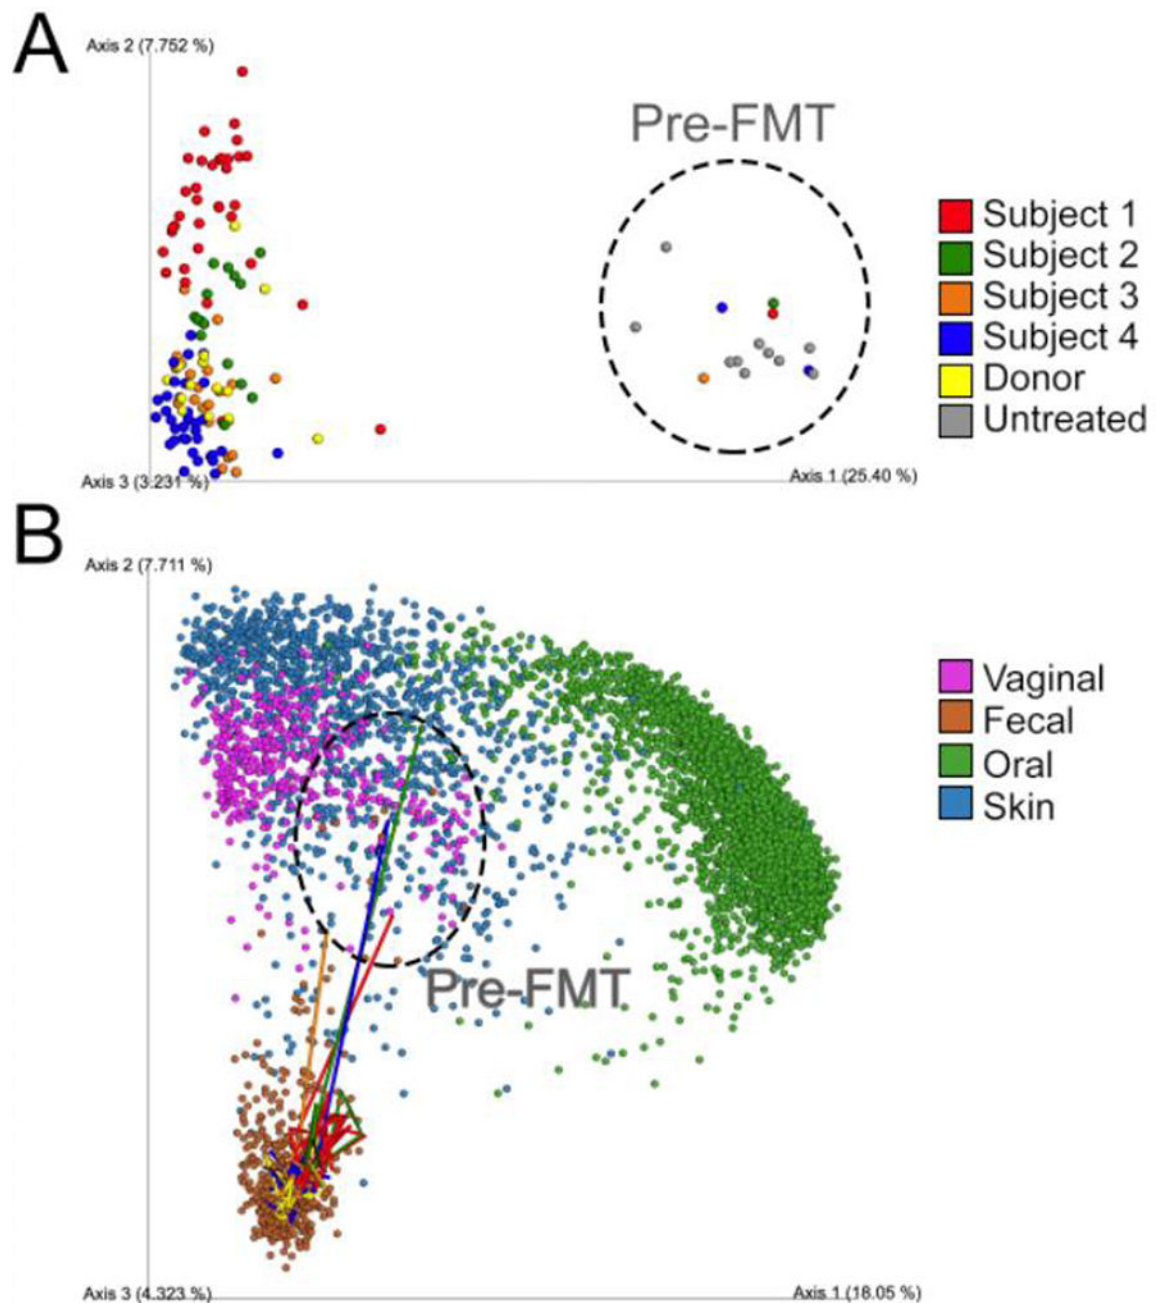 A
Axis 2 (7.752 %)
Pre-FMT
Subject 1
Subject 2
Subject 3
Subject 4
Donor
Untreated
Axis 3 (3.231 %)
Axis 1 (25.40 %)
B
Axis 2 (7.711 %)
Vaginal
Fecal
Oral
Skin
Pre-FMT
Axis 3 (4.323 %)
Axis 1 (18.05 %)